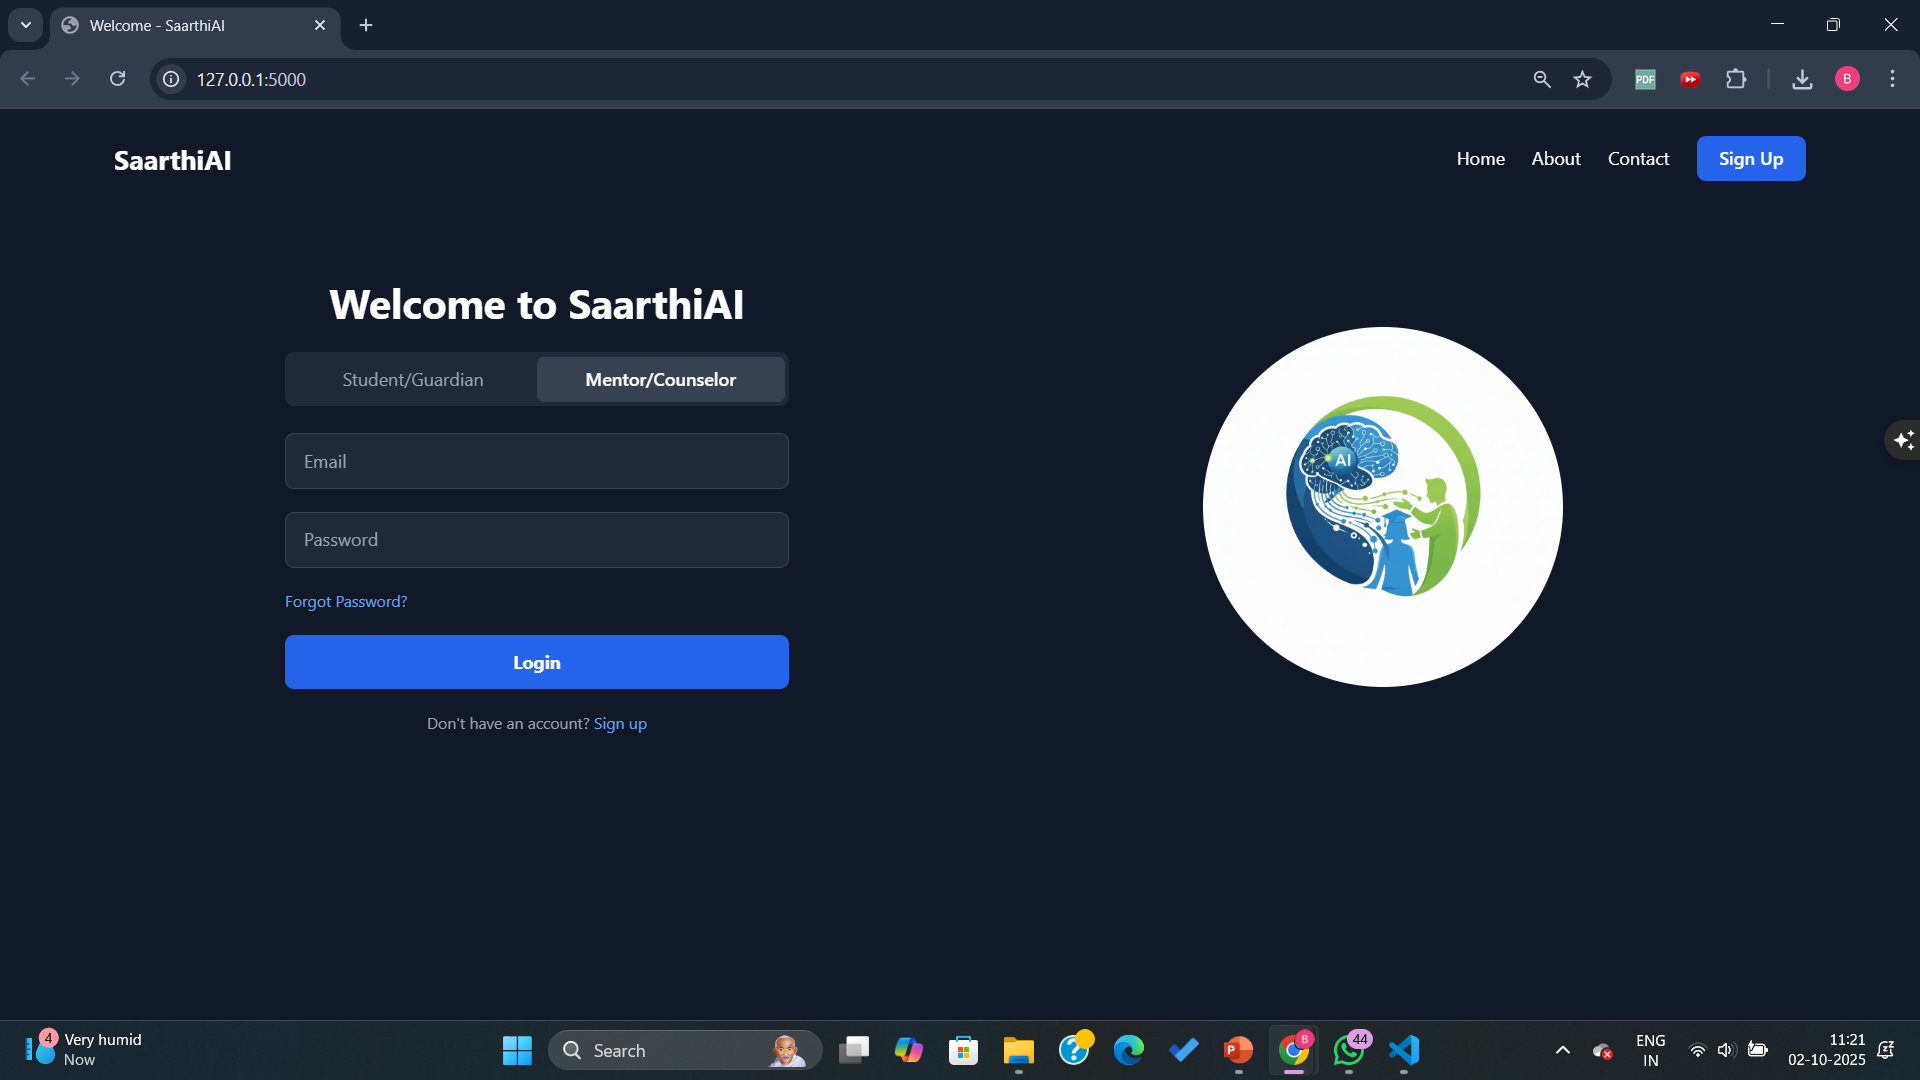 Welcome - SaarthiAI
127.0.0.1:5000
PDF
B
SaarthiAI
Home
About
Contact
Sign Up
Welcome to SaarthiAI
Student/Guardian
Mentor/Counselor
Email
Password
Forgot Password?
Login
Don't have an account? Sign up
AI
4
Very humid
Now
Search
P
B
44
ENG
IN
11:21
02-10-2025